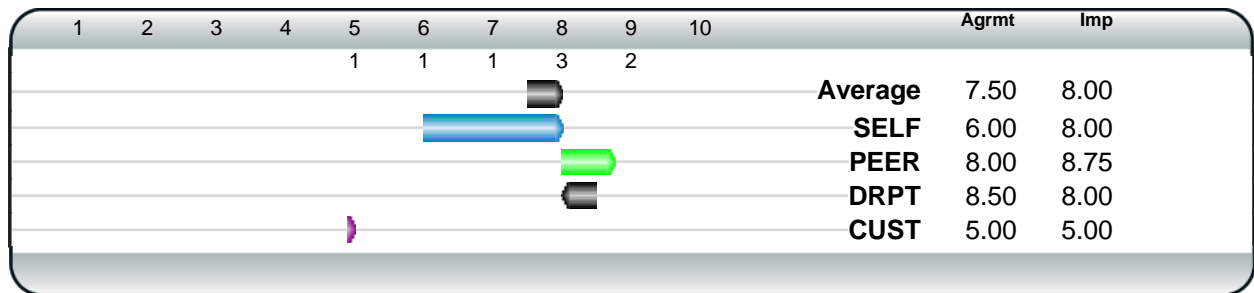 1 2 3 4 5 6 7 8 9 10 Agrmt Imp
1 1 1 3 2
Average 7.50 8.00
SELF 6.00 8.00
PEER 8.00 8.75
DRPT 8.50 8.00
CUST 5.00 5.00